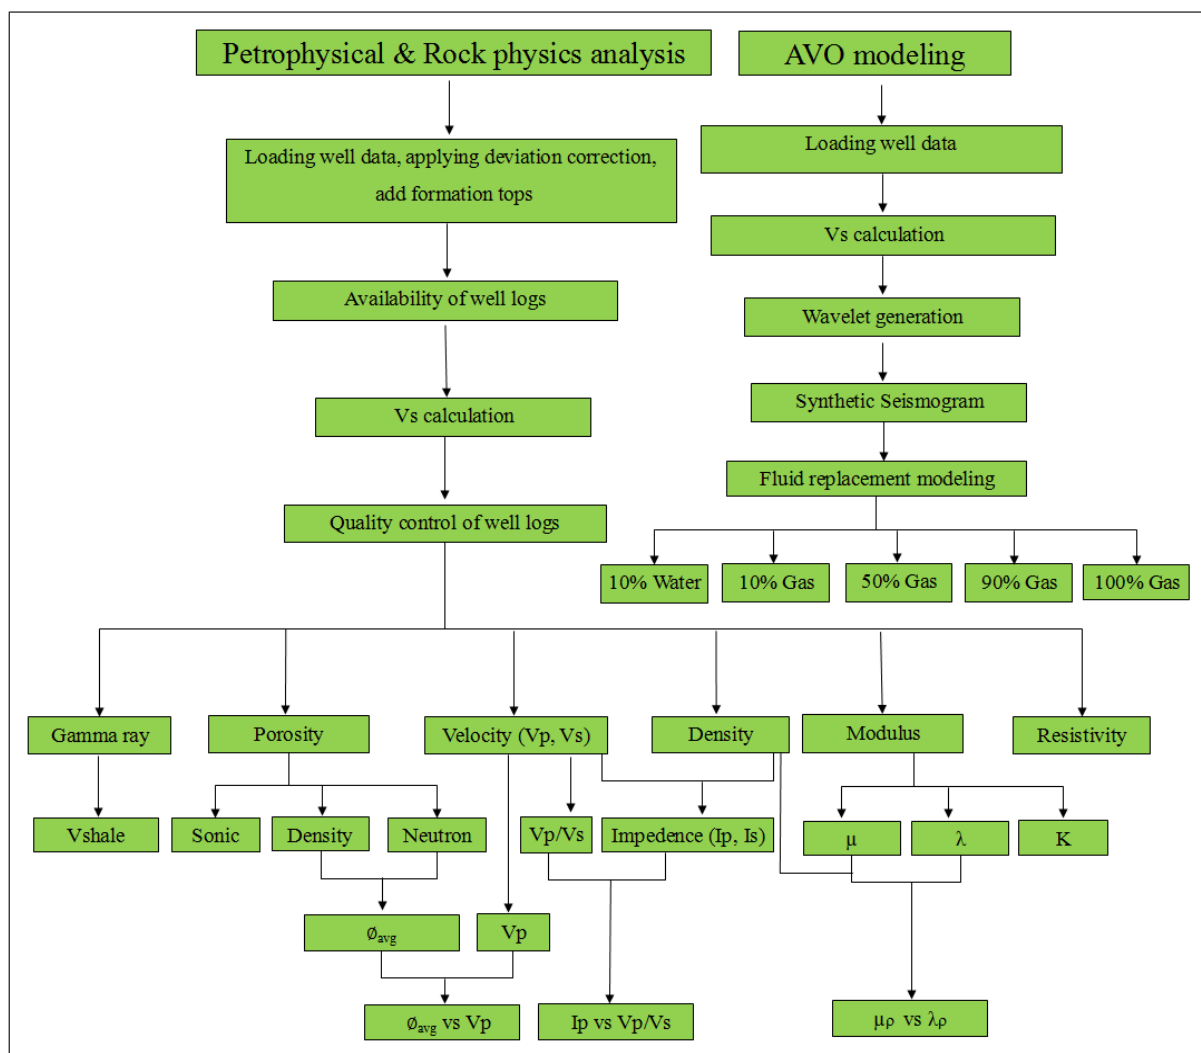 Petrophysical & Rock physics analysis
AVO modeling
Loading well data, applying deviation correction,
add formation tops
Loading well data
Vs calculation
Availability of well logs
Wavelet generation
Synthetic Seismogram
Vs calculation
Fluid replacement modeling
Quality control of well logs
10% Water
10% Gas
50% Gas
90% Gas
100% Gas
Gamma ray
Porosity
Velocity (Vp, Vs)
Density
Modulus
Resistivity
Vshale
Sonic
Density
Neutron
Vp/Vs
Impedence (Ip, Is)
μ
λ
K
∅avg
Vp
∅avg vs Vp
Ip vs Vp/Vs
μρ vs λρ